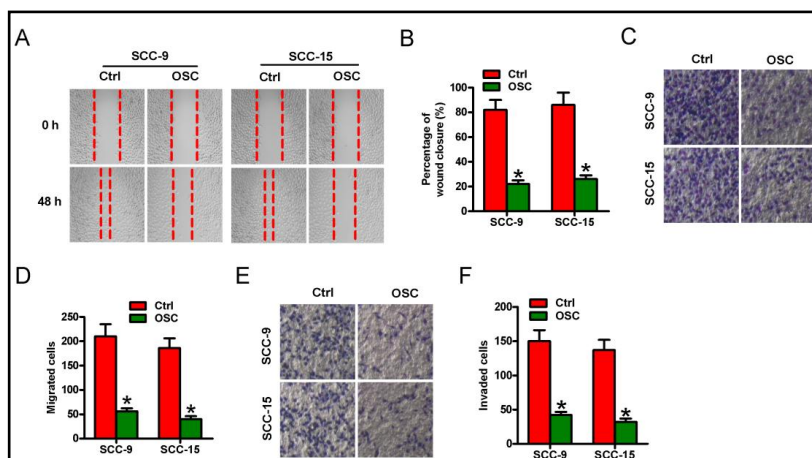 A
SCC-9
SCC-15
Ctrl
OSC
Ctrl
OSC
0 h
48 h
B
Ctrl
OSC
Percentage of
wound closure (%)
100
80
60
40
20
0
*
*
SCC-9
SCC-15
C
Ctrl
OSC
SCC-9
SCC-15
D
Ctrl
OSC
Migrated cells
250
200
150
100
50
0
*
*
SCC-9
SCC-15
E
Ctrl
OSC
SCC-9
SCC-15
F
Ctrl
OSC
Invaded cells
200
150
100
50
0
*
*
SCC-9
SCC-15